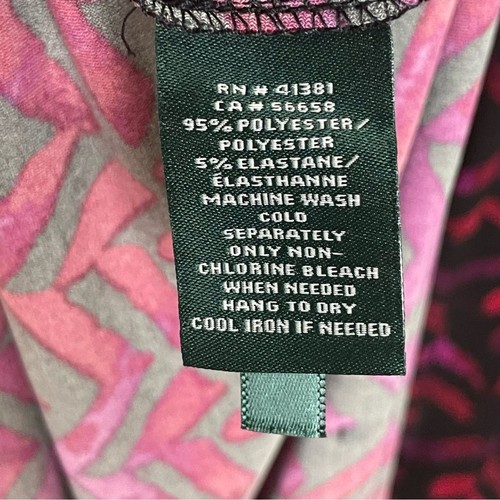 RN # 41381
CA # 56658
95% POLYESTER/
POLYESTER
5% ELASTANE/
ÉLASTHANNE
MACHINE WASH
COLD
SEPARATELY
ONLY NON-
CHLORINE BLEACH
WHEN NEEDED
HANG TO DRY
COOL IRON IF NEEDED